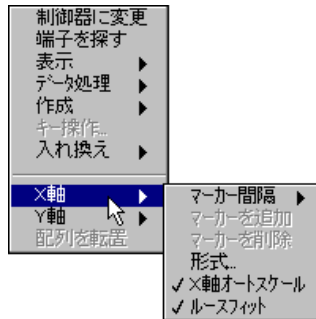 制御器に変更
端子を探す
表示
データ処理
作成
キー操作...
入れ換え
X軸
Y軸
配列を転置
マーカー間隔
マーカーを追加
マーカーを削除
形式...
X軸オートスケール
ルースフィット